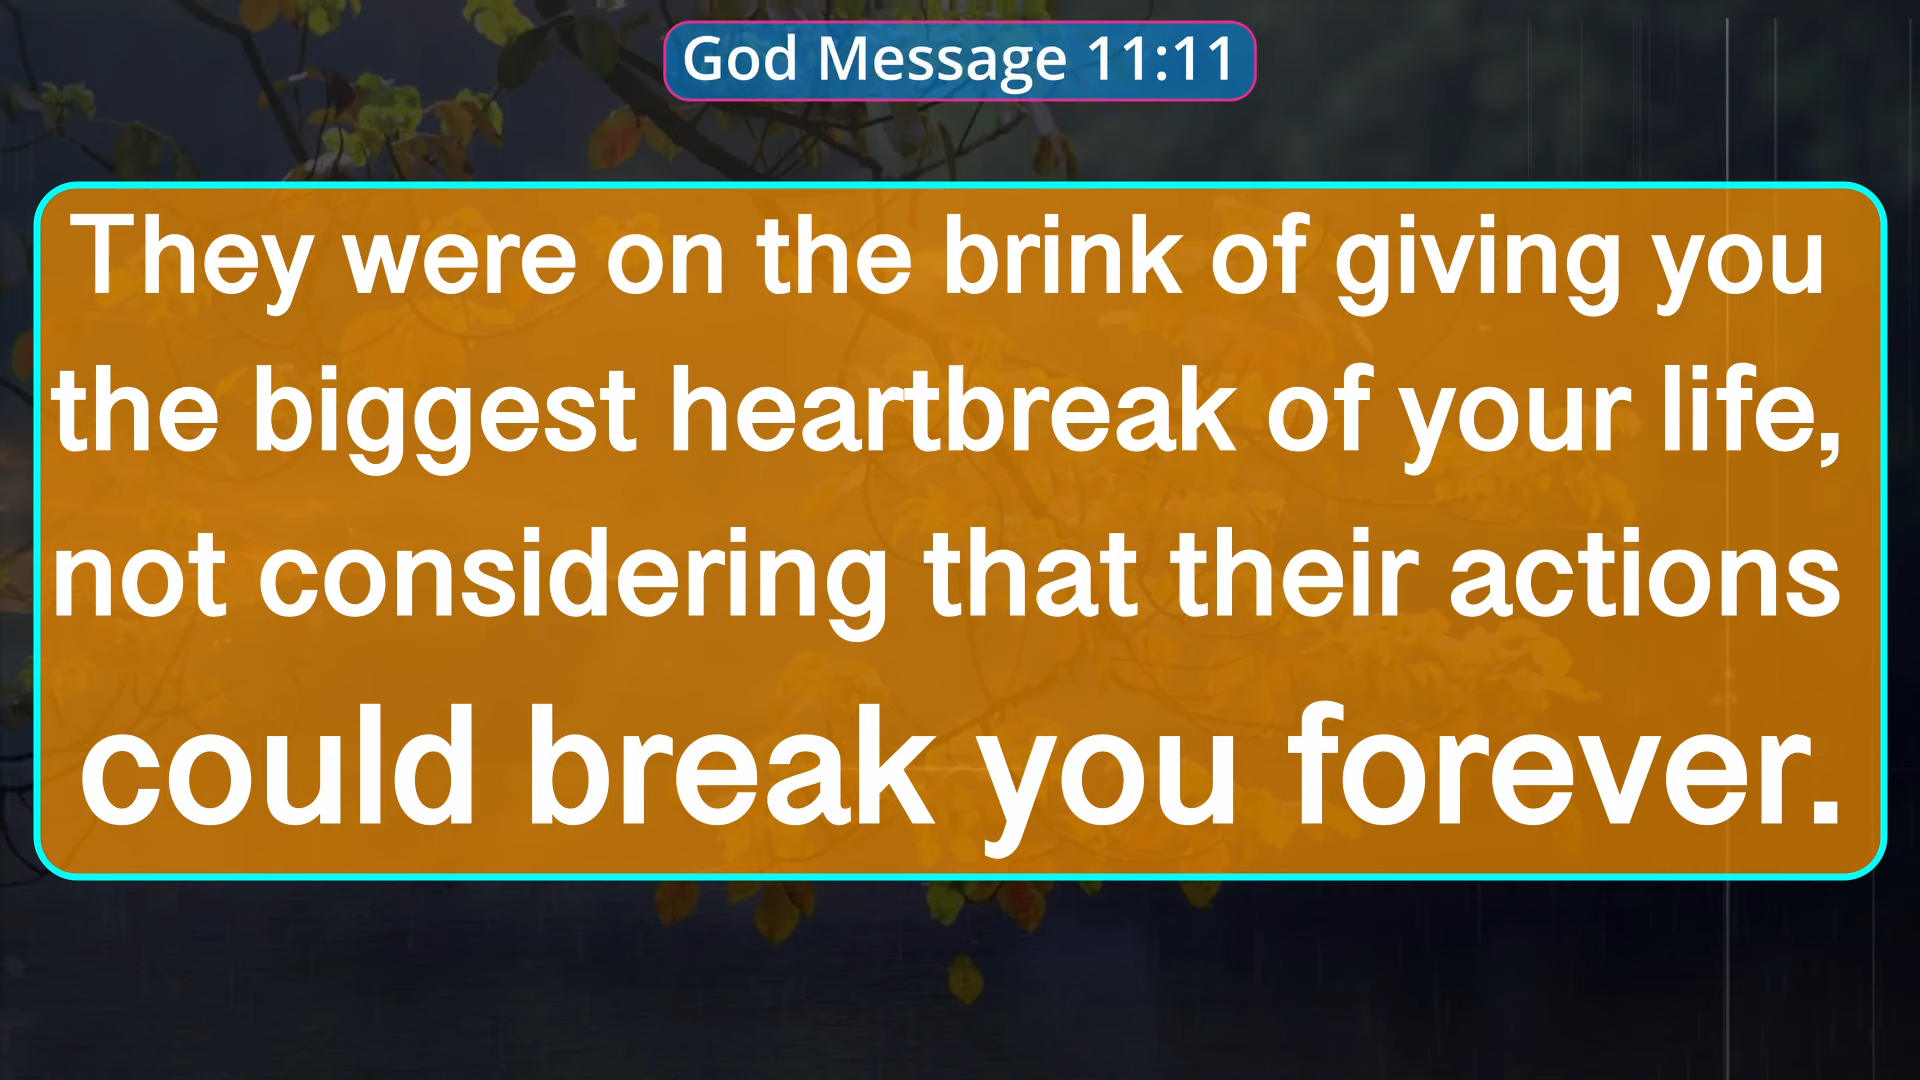 God Message 11:11
They were on the brink of giving you
the biggest heartbreak of your life,
not considering that their actions
could break you forever.